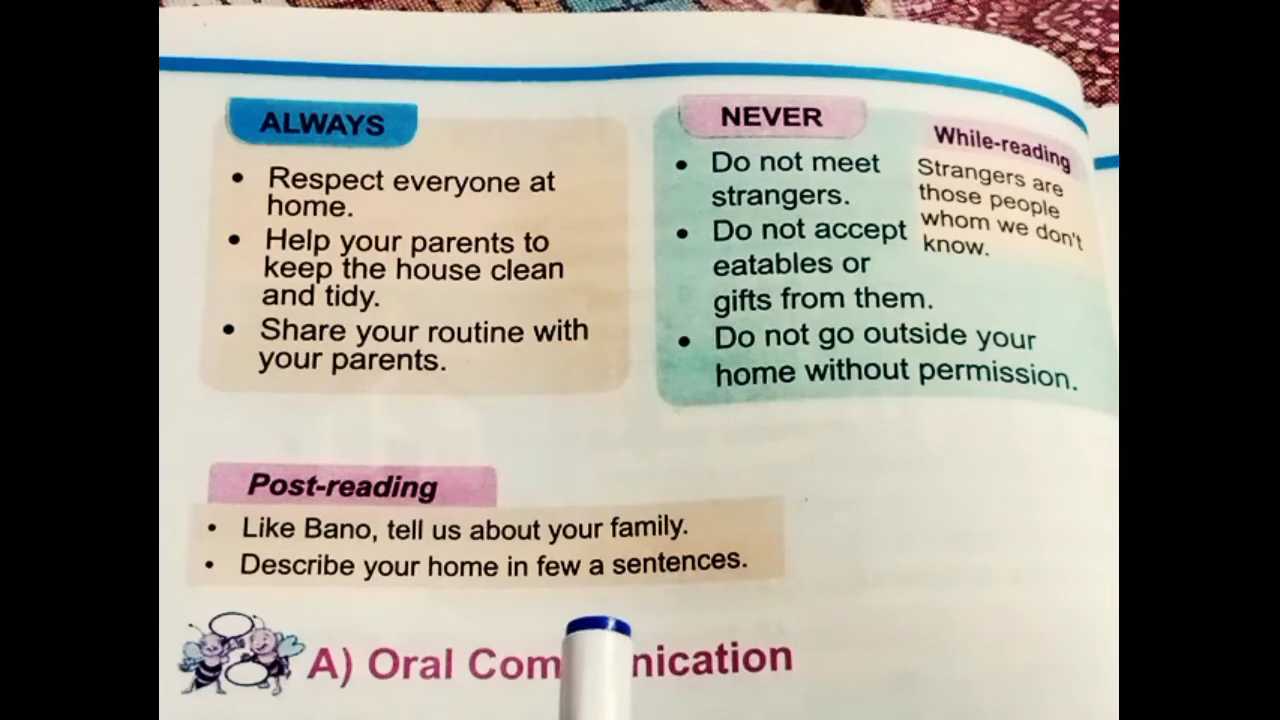 ALWAYS
• Respect everyone at
home.
• Help your parents to
keep the house clean
and tidy.
• Share your routine with
your parents.
NEVER
• Do not meet
strangers.
• Do not accept
eatables or
gifts from them.
• Do not go outside your
home without permission.
While-reading
Strangers are
those people
whom we don't
know.
Post-reading
• Like Bano, tell us about your family.
• Describe your home in few a sentences.
A) Oral Com nication